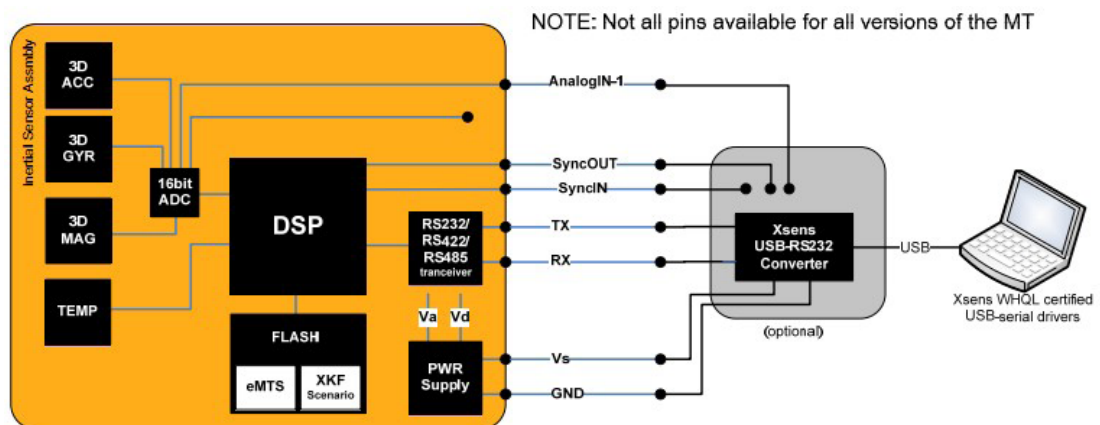 NOTE: Not all pins available for all versions of the MT
Inertial Sensor Assmbly
3D
ACC
3D
GYR
3D
MAG
TEMP
16bit
ADC
DSP
FLASH
eMTS
XKF
Scenario
RS232/
RS422/
RS485
tranceiver
Va
Vd
PWR
Supply
AnalogIN-1
SyncOUT
SyncIN
TX
RX
Vs
GND
Xsens
USB-RS232
Converter
(optional)
USB
Xsens WHQL certified
USB-serial drivers